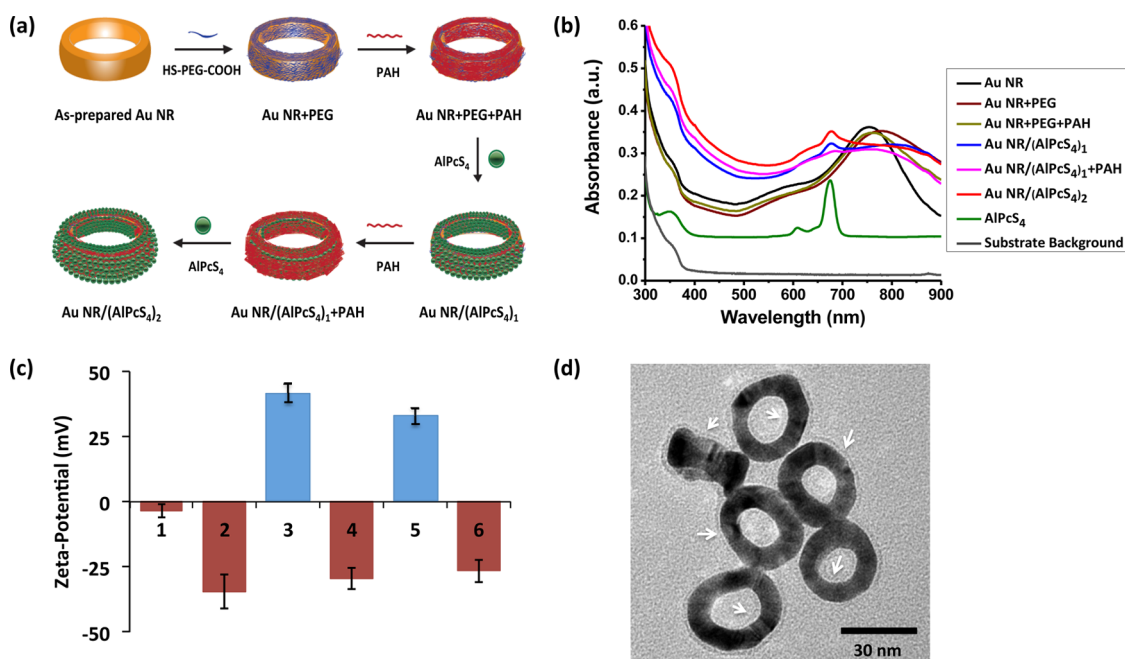 (a)
HS-PEG-COOH
PAH
As-prepared Au NR
Au NR+PEG
Au NR+PEG+PAH
AlPcS4
AlPcS4
PAH
Au NR/(AlPcS4)2
Au NR/(AlPcS4)1+PAH
Au NR/(AlPcS4)1
(b)
Absorbance (a.u.)
0.6
0.5
0.4
0.3
0.2
0.1
0.0
300 400 500 600 700 800 900
Wavelength (nm)
Au NR
Au NR+PEG
Au NR+PEG+PAH
Au NR/(AlPcS4)1
Au NR/(AlPcS4)1+PAH
Au NR/(AlPcS4)2
AlPcS4
Substrate Background
(c)
Zeta-Potential (mV)
50
25
0
-25
-50
1 2 3 4 5 6
(d)
30 nm